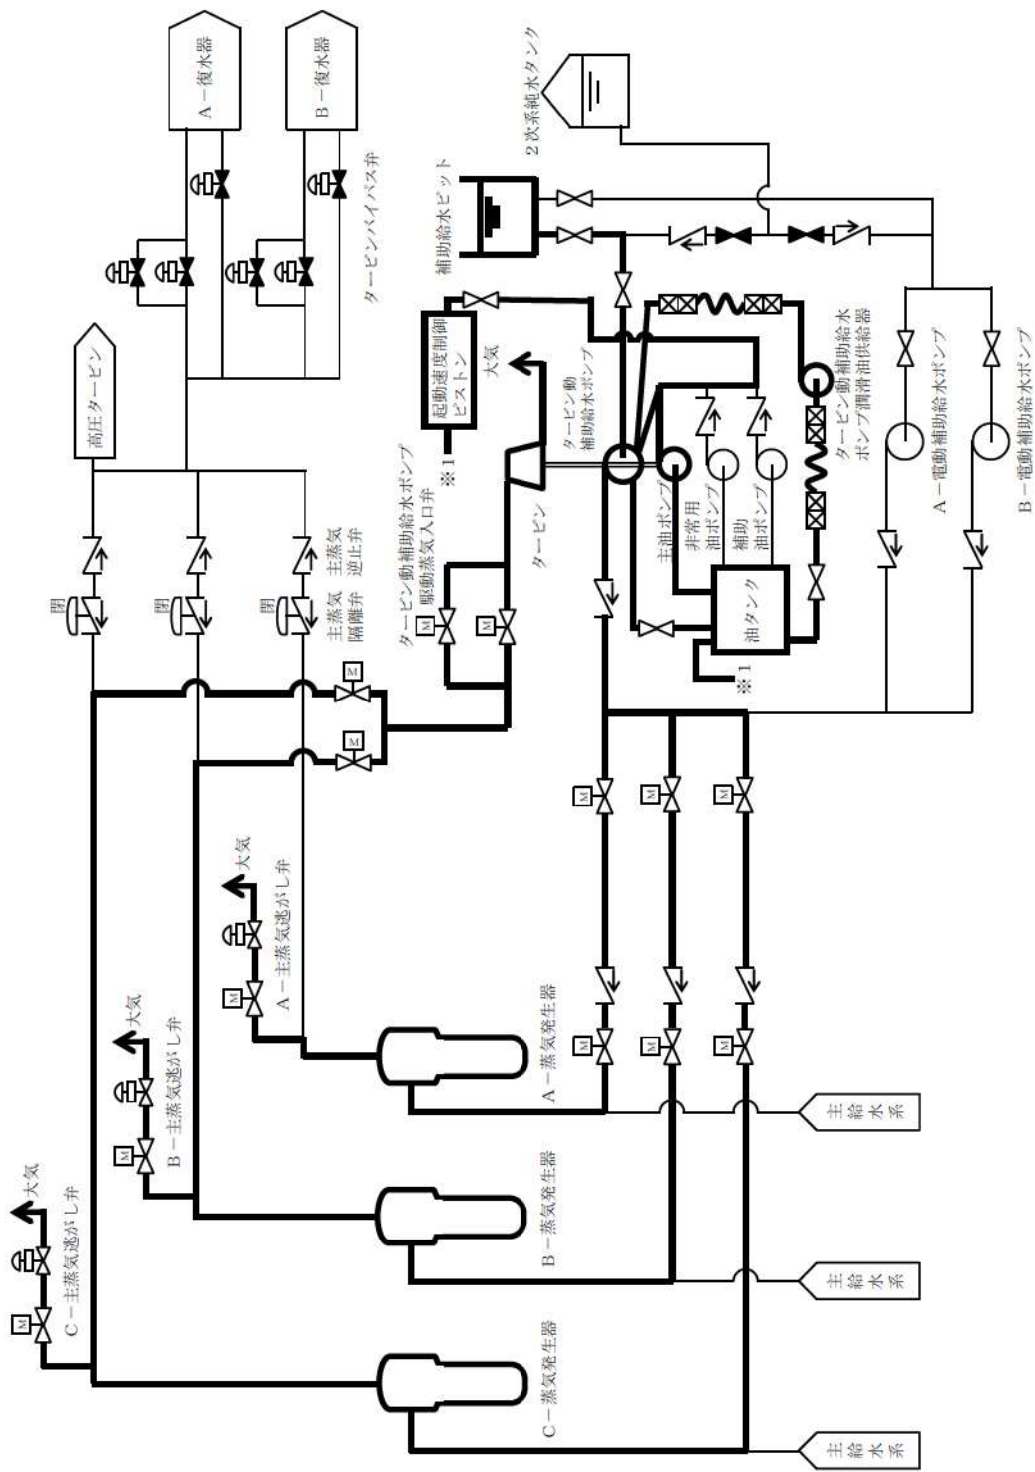 A－復水器
B－復水器
タービンバイパス弁
高圧タービン
2次系純水タンク
補助給水ピット
起動速度制御
ピストン
※1
大気
タービン動
補助給水ポンプ
タービン動補助給水ポンプ
駆動蒸気入口弁
タービン
主油ポンプ
非常用
油ポンプ
補助
油ポンプ
タービン動補助給水
ポンプ潤滑油供給器
A－電動補助給水ポンプ
B－電動補助給水ポンプ
油タンク
※1
閉
閉
閉
主蒸気
逆止弁
主蒸気
隔離弁
M
M
M
M
大気
A－主蒸気逃がし弁
M
大気
B－主蒸気逃がし弁
M
大気
C－主蒸気逃がし弁
M
M
M
M
M
M
M
A－蒸気発生器
B－蒸気発生器
C－蒸気発生器
主給水系
主給水系
主給水系